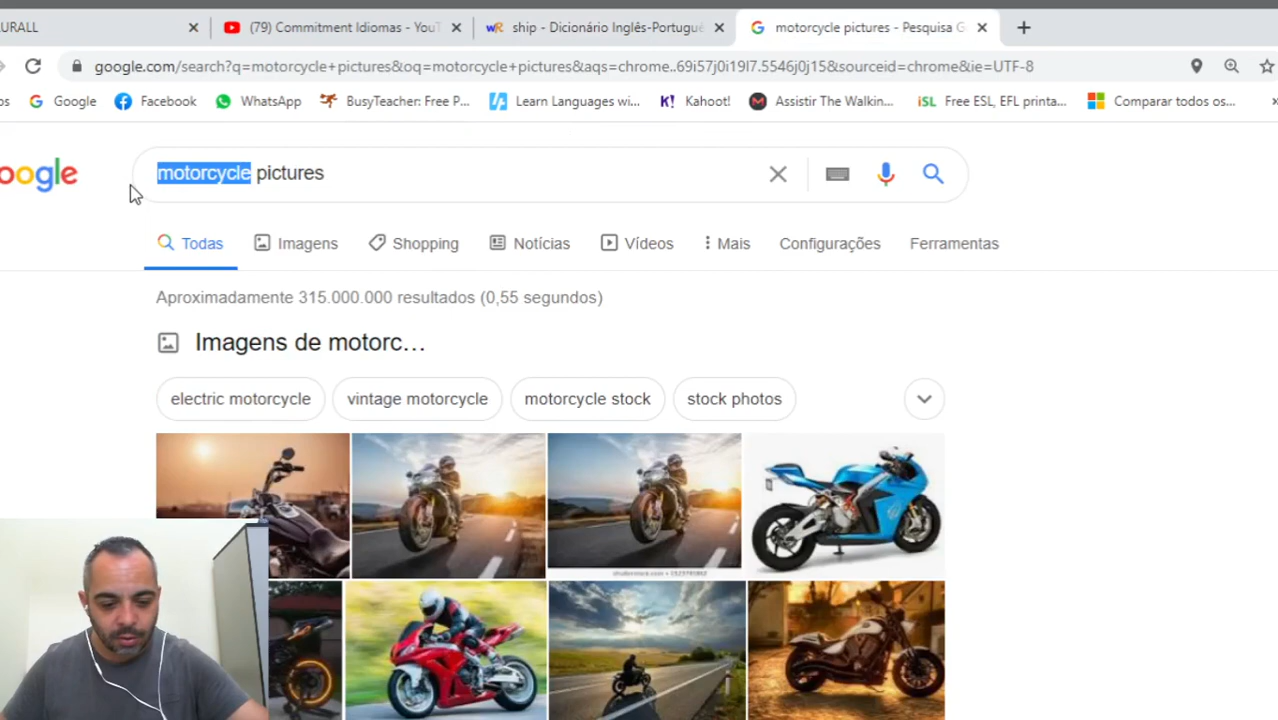 URALL
(79) Commitment Idiomas - YouT
ship - Dicionário Inglês-Portugu
motorcycle pictures - Pesquisa G
google.com/search?q=motorcycle+pictures&oq=motorcycle+pictures&aqs=chrome..69i57j0i19l7.5546j0j15&sourceid=chrome&ie=UTF-8
os Google Facebook WhatsApp BusyTeacher: Free P... Learn Languages wi... Kahoot! Assistir The Walkin... iSL Free ESL, EFL printa... Comparar todos os...
oogle
motorcycle pictures
Todas Imagens Shopping Notícias Vídeos Mais Configurações Ferramentas
Aproximadamente 315.000.000 resultados (0,55 segundos)
Imagens de motorc...
electric motorcycle vintage motorcycle motorcycle stock stock photos